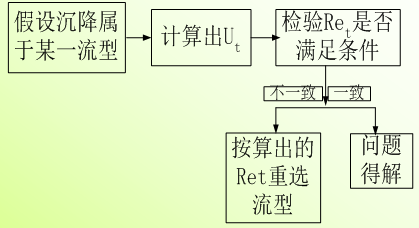 假设沉降属
于某一流型
计算出Ut
检验Ret是否
满足条件
不一致
一致
按算出的
Ret重选
流型
问题
得解